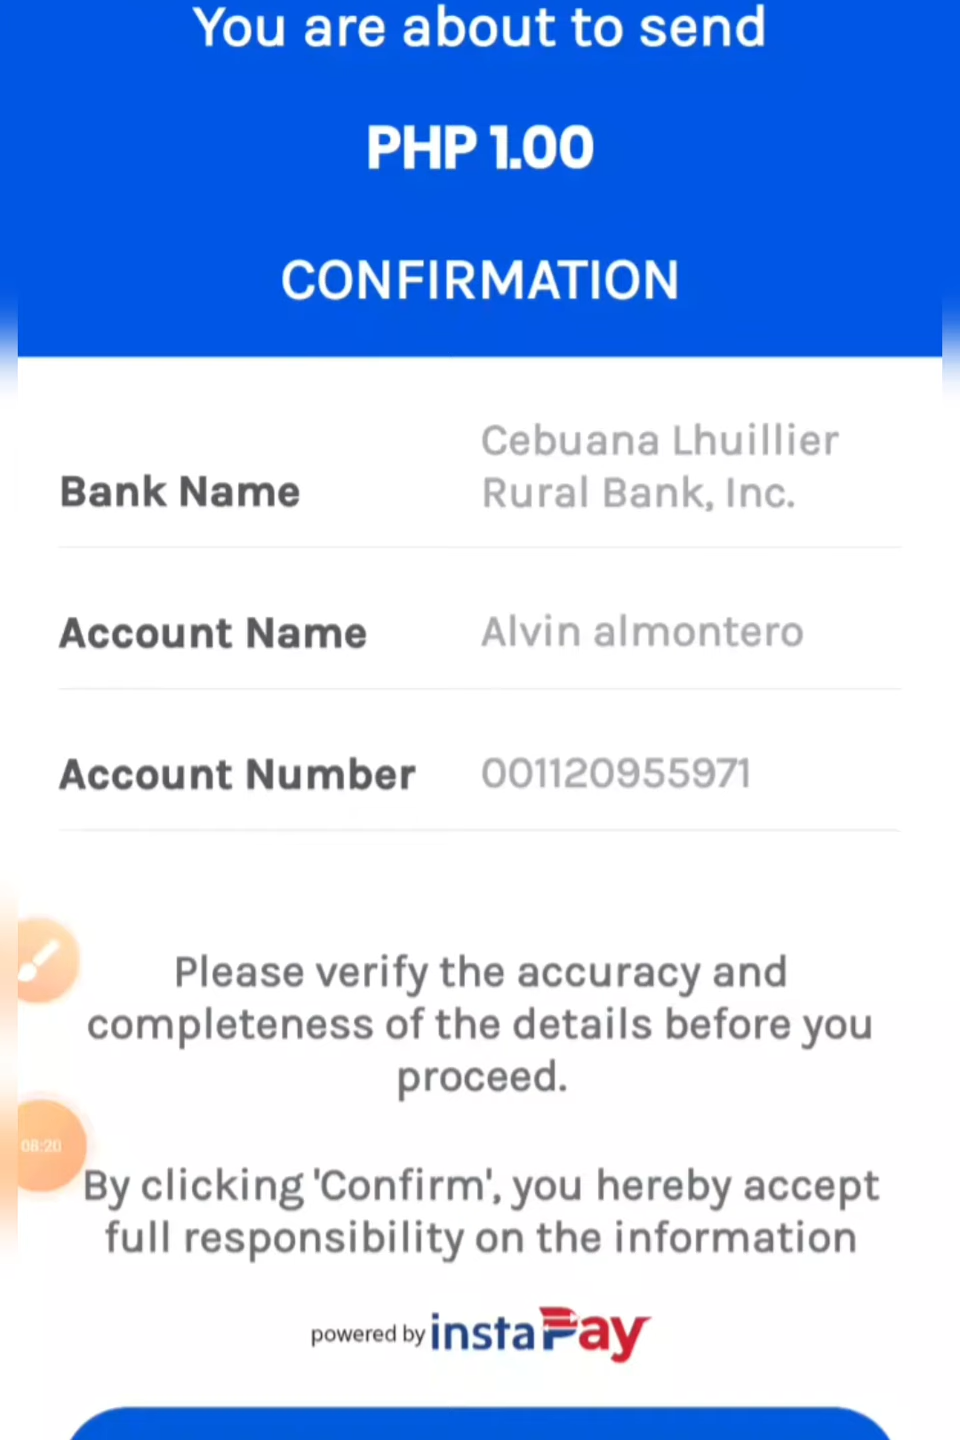 You are about to send
PHP 1.00
CONFIRMATION
Bank Name
Cebuana Lhuillier
Rural Bank, Inc.
Account Name
Alvin almontero
Account Number
001120955971
Please verify the accuracy and
completeness of the details before you
proceed.
08:20
By clicking 'Confirm', you hereby accept
full responsibility on the information
powered by instaPay